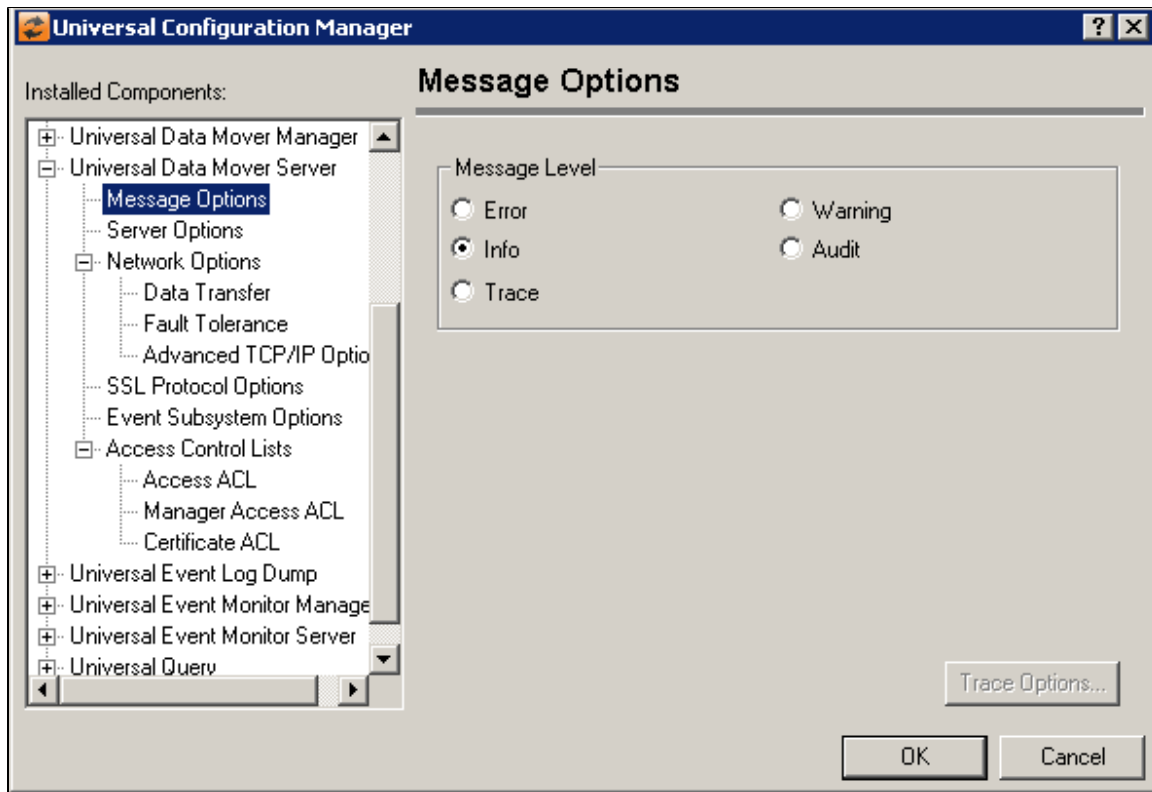 Universal Configuration Manager
Installed Components:
Universal Data Mover Manager
Universal Data Mover Server
Message Options
Server Options
Network Options
Data Transfer
Fault Tolerance
Advanced TCP/IP Optio
SSL Protocol Options
Event Subsystem Options
Access Control Lists
Access ACL
Manager Access ACL
Certificate ACL
Universal Event Log Dump
Universal Event Monitor Manage
Universal Event Monitor Server
Universal Query
Message Options
Message Level
Error
Warning
Info
Audit
Trace
Trace Options...
OK
Cancel